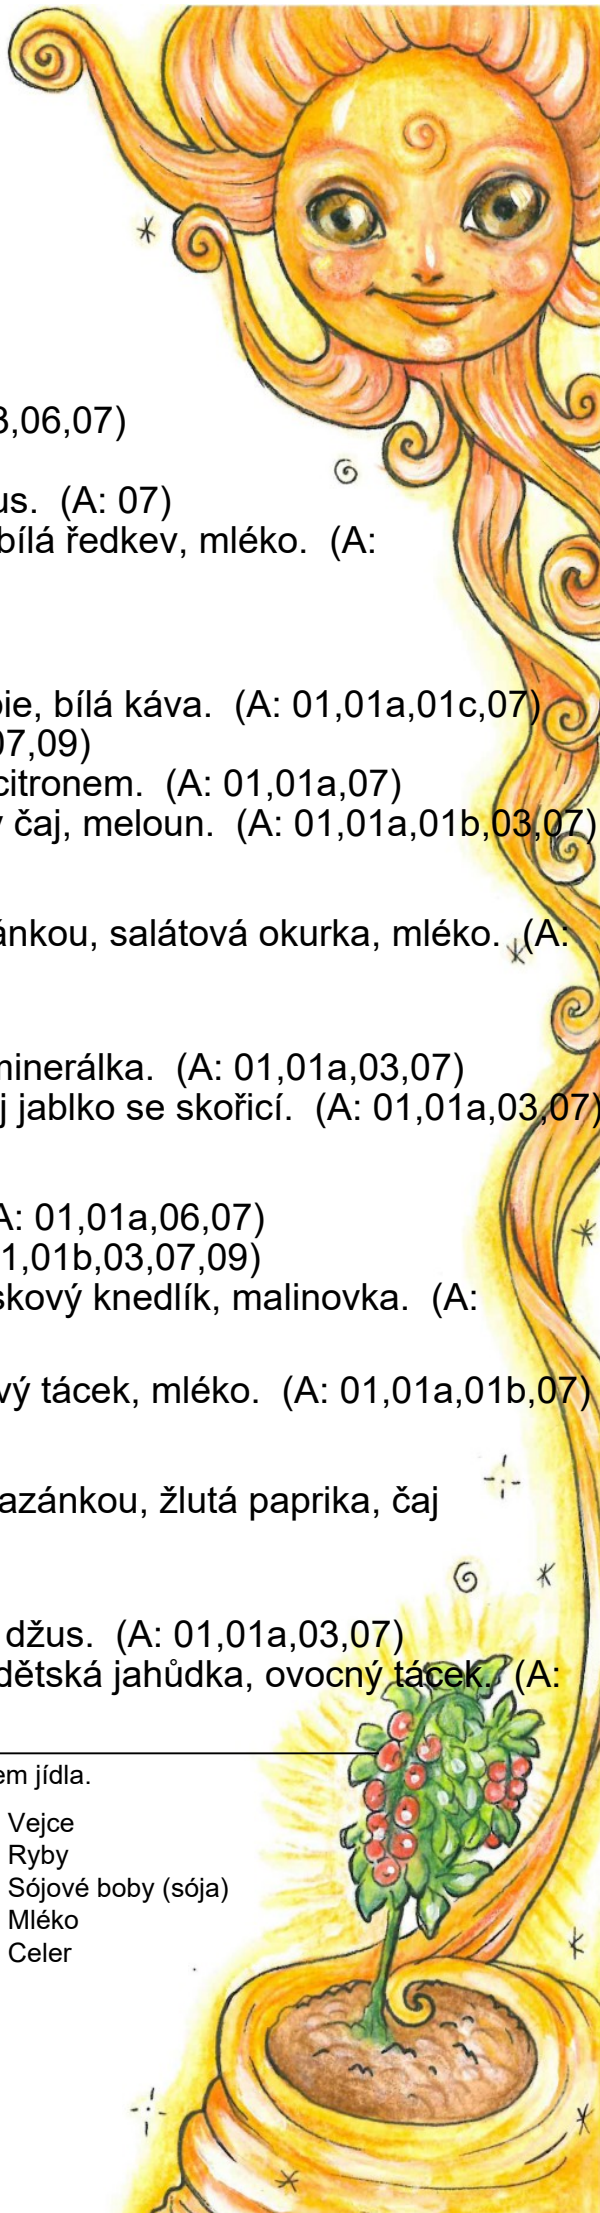 3,06,07)
us.  (A: 07)
bílá ředkev, mléko.  (A:
pie, bílá káva.  (A: 01,01a,01c,07)
07,09)
citronem.  (A: 01,01a,07)
ý čaj, meloun.  (A: 01,01a,01b,03,07)
ánkou, salátová okurka, mléko.  (A:
minerálka.  (A: 01,01a,03,07)
j jablko se skořicí.  (A: 01,01a,03,07)
A: 01,01a,06,07)
1,01b,03,07,09)
skový knedlík, malinovka.  (A:
vý tácek, mléko.  (A: 01,01a,01b,07)
azánkou, žlutá paprika, čaj
džus.  (A: 01,01a,03,07)
dětská jahůdka, ovocný tácek.  (A:
em jídla.
Vejce
Ryby
Sójové boby (sója)
Mléko
Celer